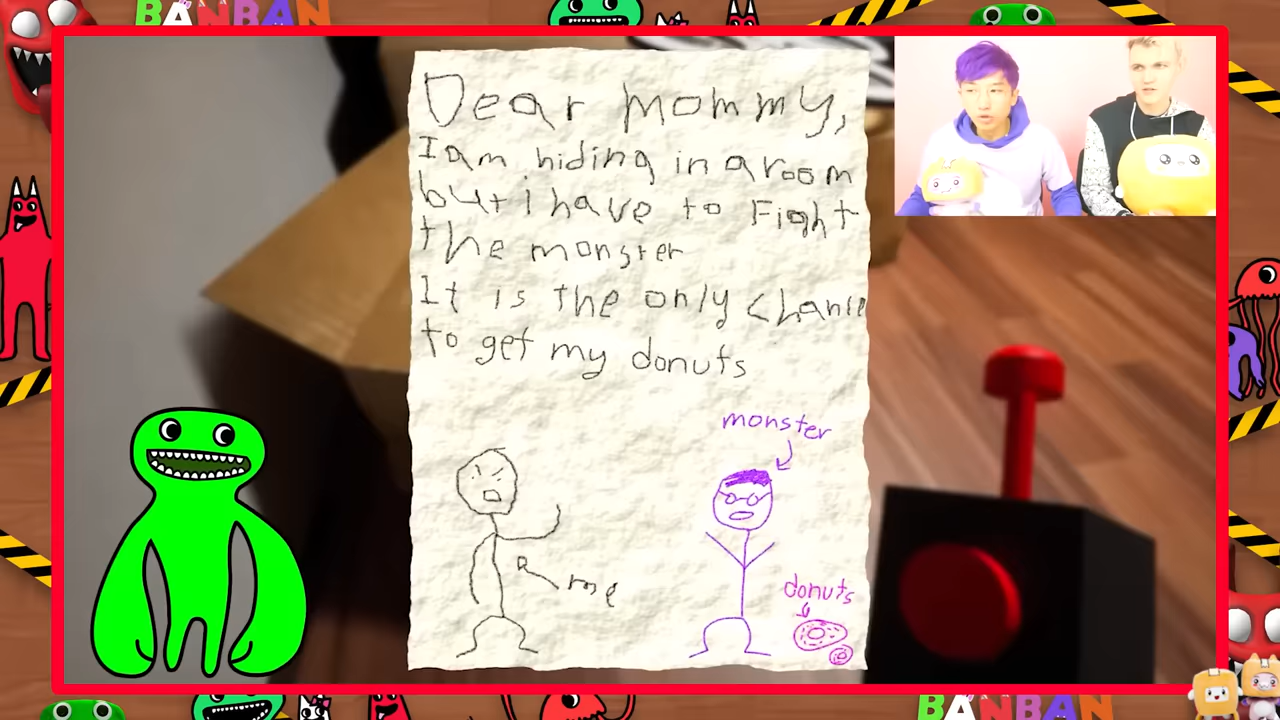 BANBAN
Dear mommy,
I am hiding in a room
but i have to Fight
the monster
It is the only chance
to get my donuts
monster
me
donuts
BANBAN